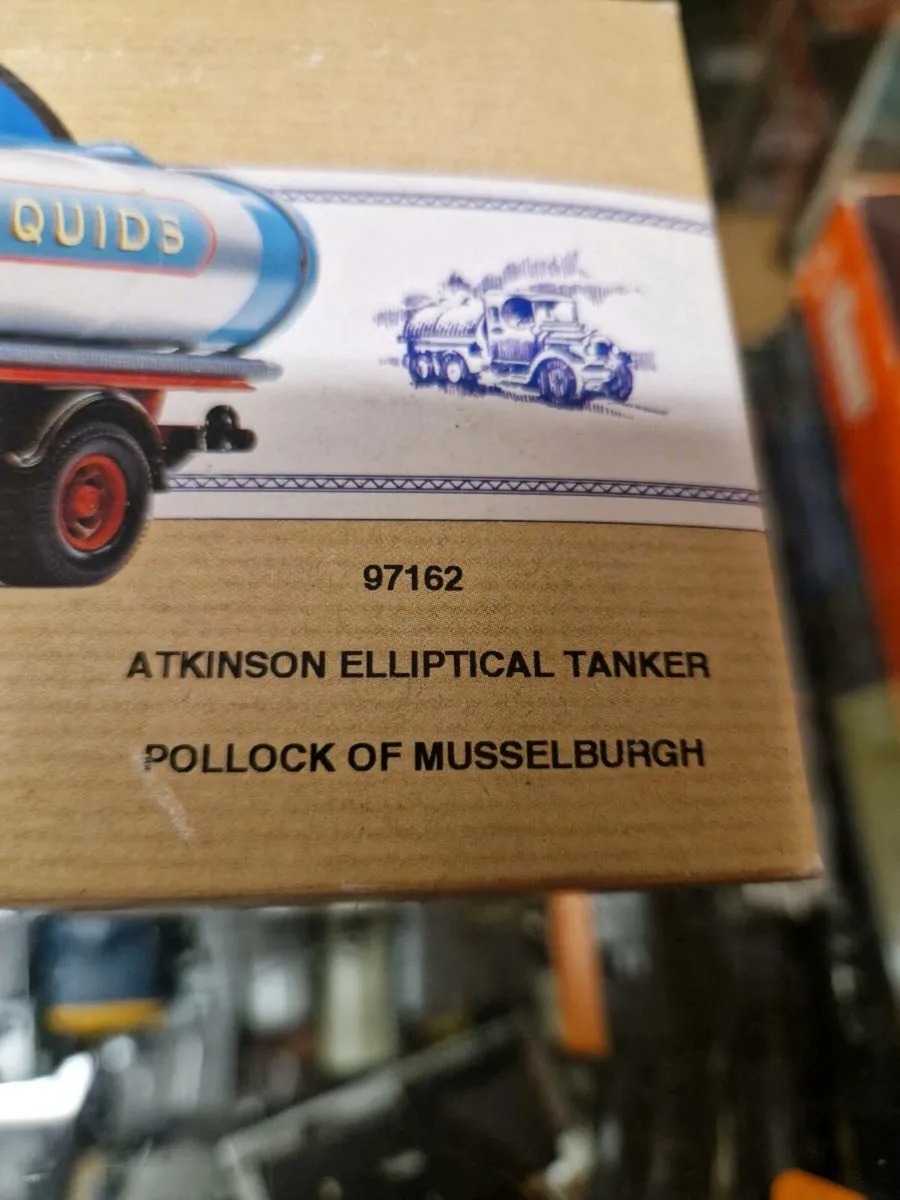 QUIDS
97162
ATKINSON ELLIPTICAL TANKER
POLLOCK OF MUSSELBURGH